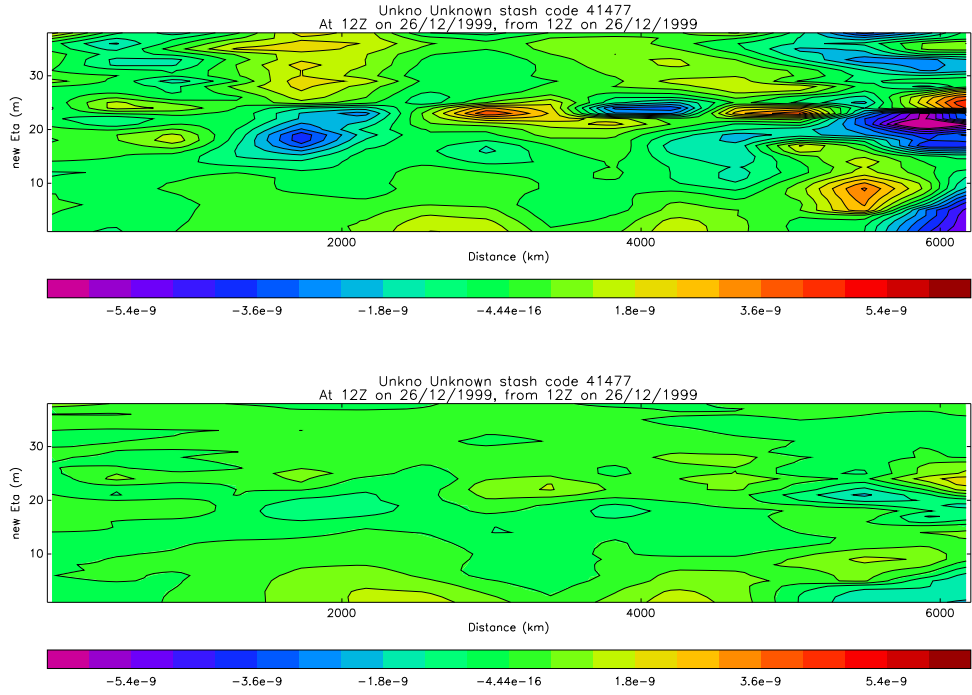 Unkno Unknown stash code 41477
At 12Z on 26/12/1999, from 12Z on 26/12/1999
new Eta (m)
30
20
10
2000 4000 6000
Distance (km)
−5.4e−9 −3.6e−9 −1.8e−9 −4.44e−16 1.8e−9 3.6e−9 5.4e−9
Unkno Unknown stash code 41477
At 12Z on 26/12/1999, from 12Z on 26/12/1999
new Eta (m)
30
20
10
2000 4000 6000
Distance (km)
−5.4e−9 −3.6e−9 −1.8e−9 −4.44e−16 1.8e−9 3.6e−9 5.4e−9